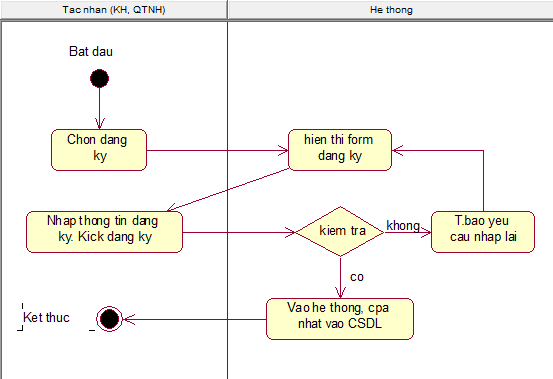 Tac nhan (KH, QTNH)
He thong
Bat dau
Chon dang
ky
hien thi form
dang ky
Nhap thong tin dang
ky. Kick dang ky
kiem tra
khong
T.bao yeu
cau nhap lai
co
Vao he thong, cpa
nhat vao CSDL
Ket thuc